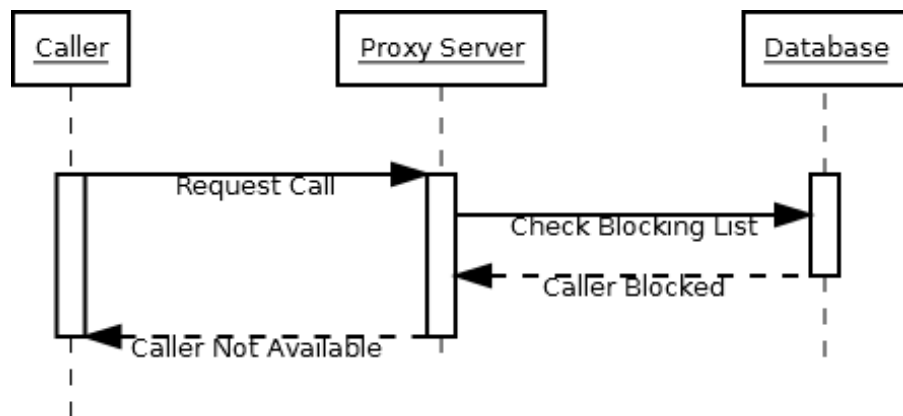 Caller
Proxy Server
Database
Request Call
Check Blocking List
Caller Blocked
Caller Not Available